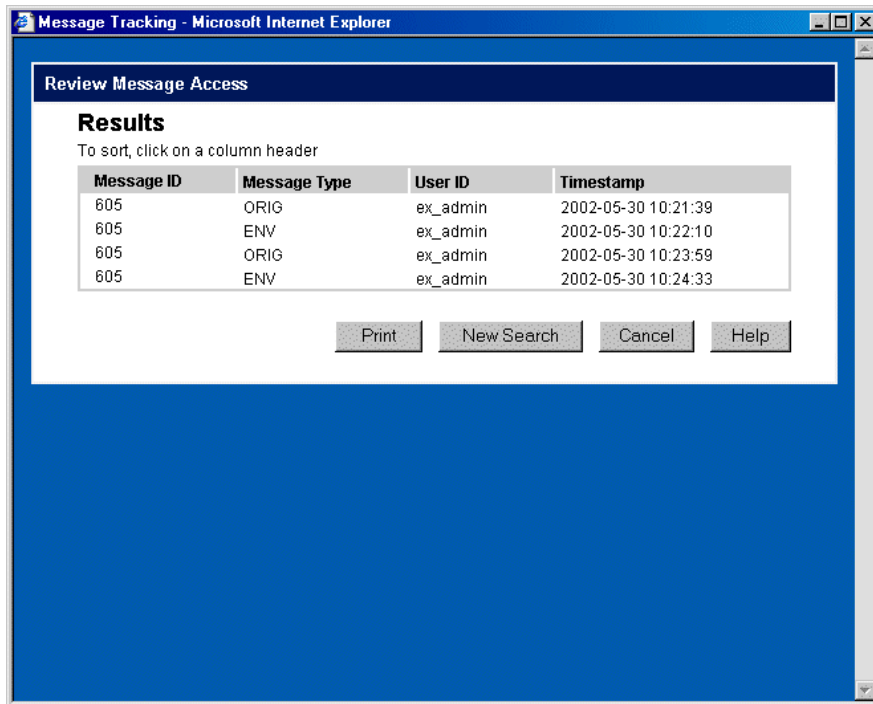 Message Tracking - Microsoft Internet Explorer
Review Message Access
Results
To sort, click on a column header
Message ID Message Type User ID Timestamp
605 ORIG ex_admin 2002-05-30 10:21:39
605 ENV ex_admin 2002-05-30 10:22:10
605 ORIG ex_admin 2002-05-30 10:23:59
605 ENV ex_admin 2002-05-30 10:24:33
Print New Search Cancel Help